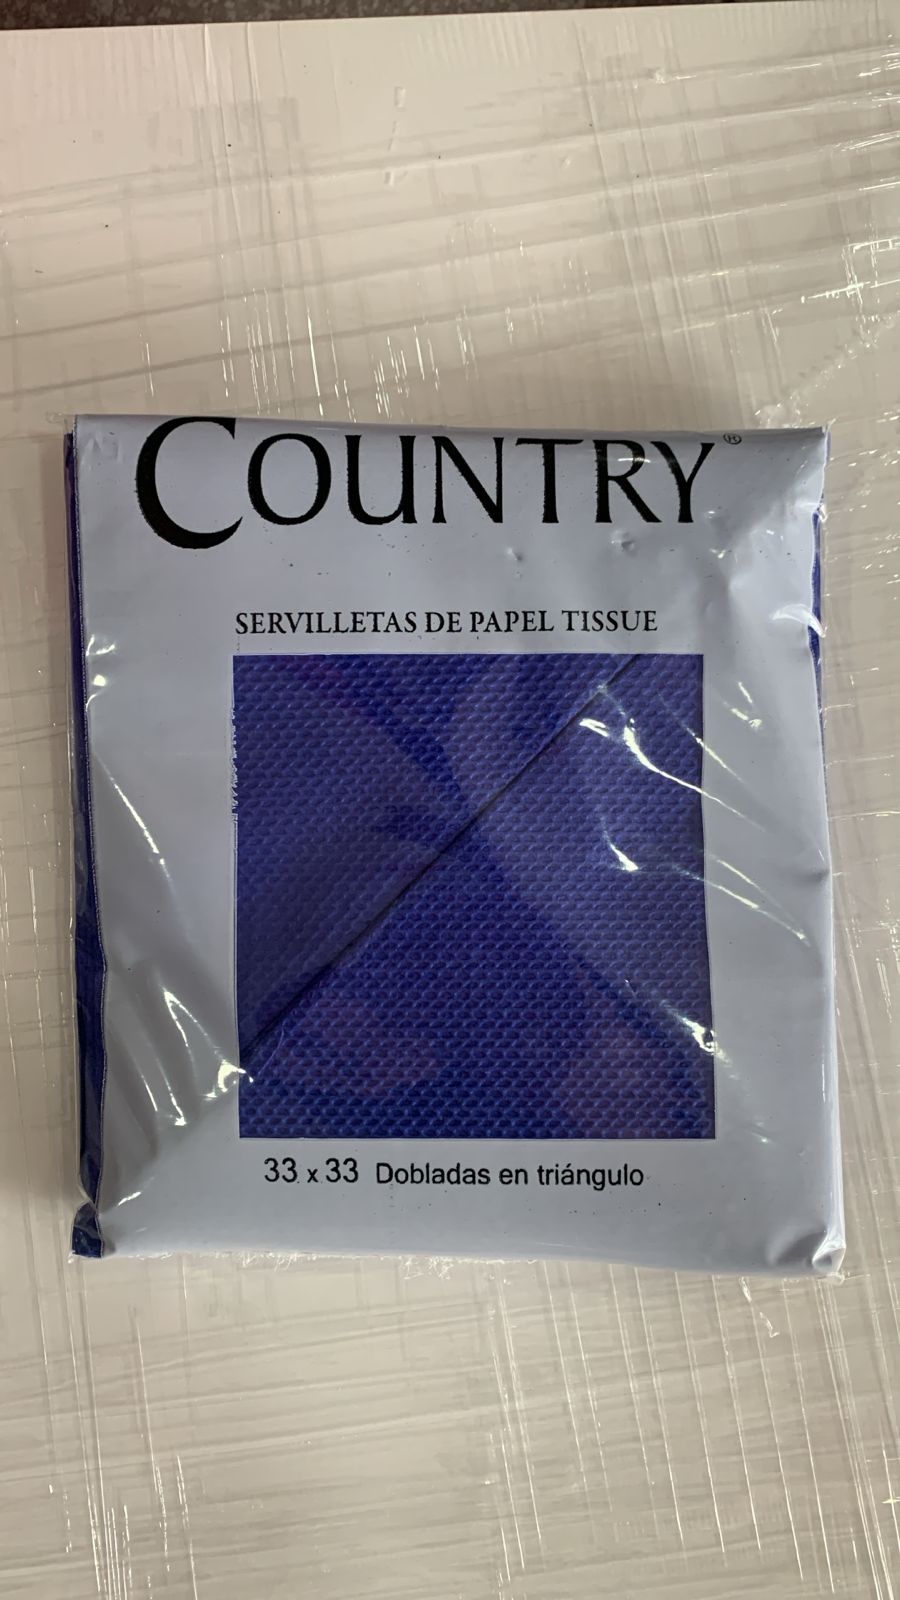 COUNTRY®
SERVILLETAS DE PAPEL TISSUE
33 x 33 Dobladas en triángulo